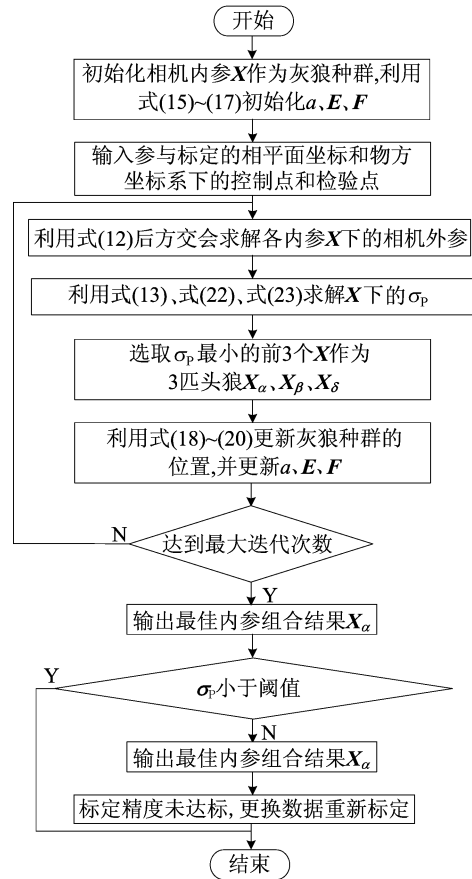 开始
初始化相机内参X作为灰狼种群,利用
式(15)~(17)初始化a、E、F
输入参与标定的相平面坐标和物方
坐标系下的控制点和检验点
利用式(12)后方交会求解各内参X下的相机外参
利用式(13)、式(22)、式(23)求解X下的σP
选取σP最小的前3个X作为
3匹头狼Xα、Xβ、Xδ
利用式(18)~(20)更新灰狼种群的
位置,并更新a、E、F
N
达到最大迭代次数
Y
输出最佳内参组合结果Xα
Y
σP小于阈值
N
输出最佳内参组合结果Xα
标定精度未达标,更换数据重新标定
结束